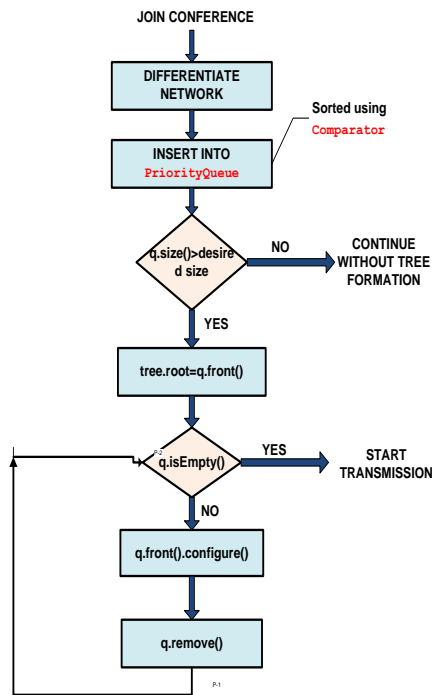 JOIN CONFERENCE
DIFFERENTIATE
NETWORK
Sorted using
Comparator
INSERT INTO
PriorityQueue
q.size()>desire
d size
NO
CONTINUE
WITHOUT TREE
FORMATION
YES
tree.root=q.front()
P-2
q.isEmpty()
YES
START
TRANSMISSION
NO
q.front().configure()
q.remove()
P-1